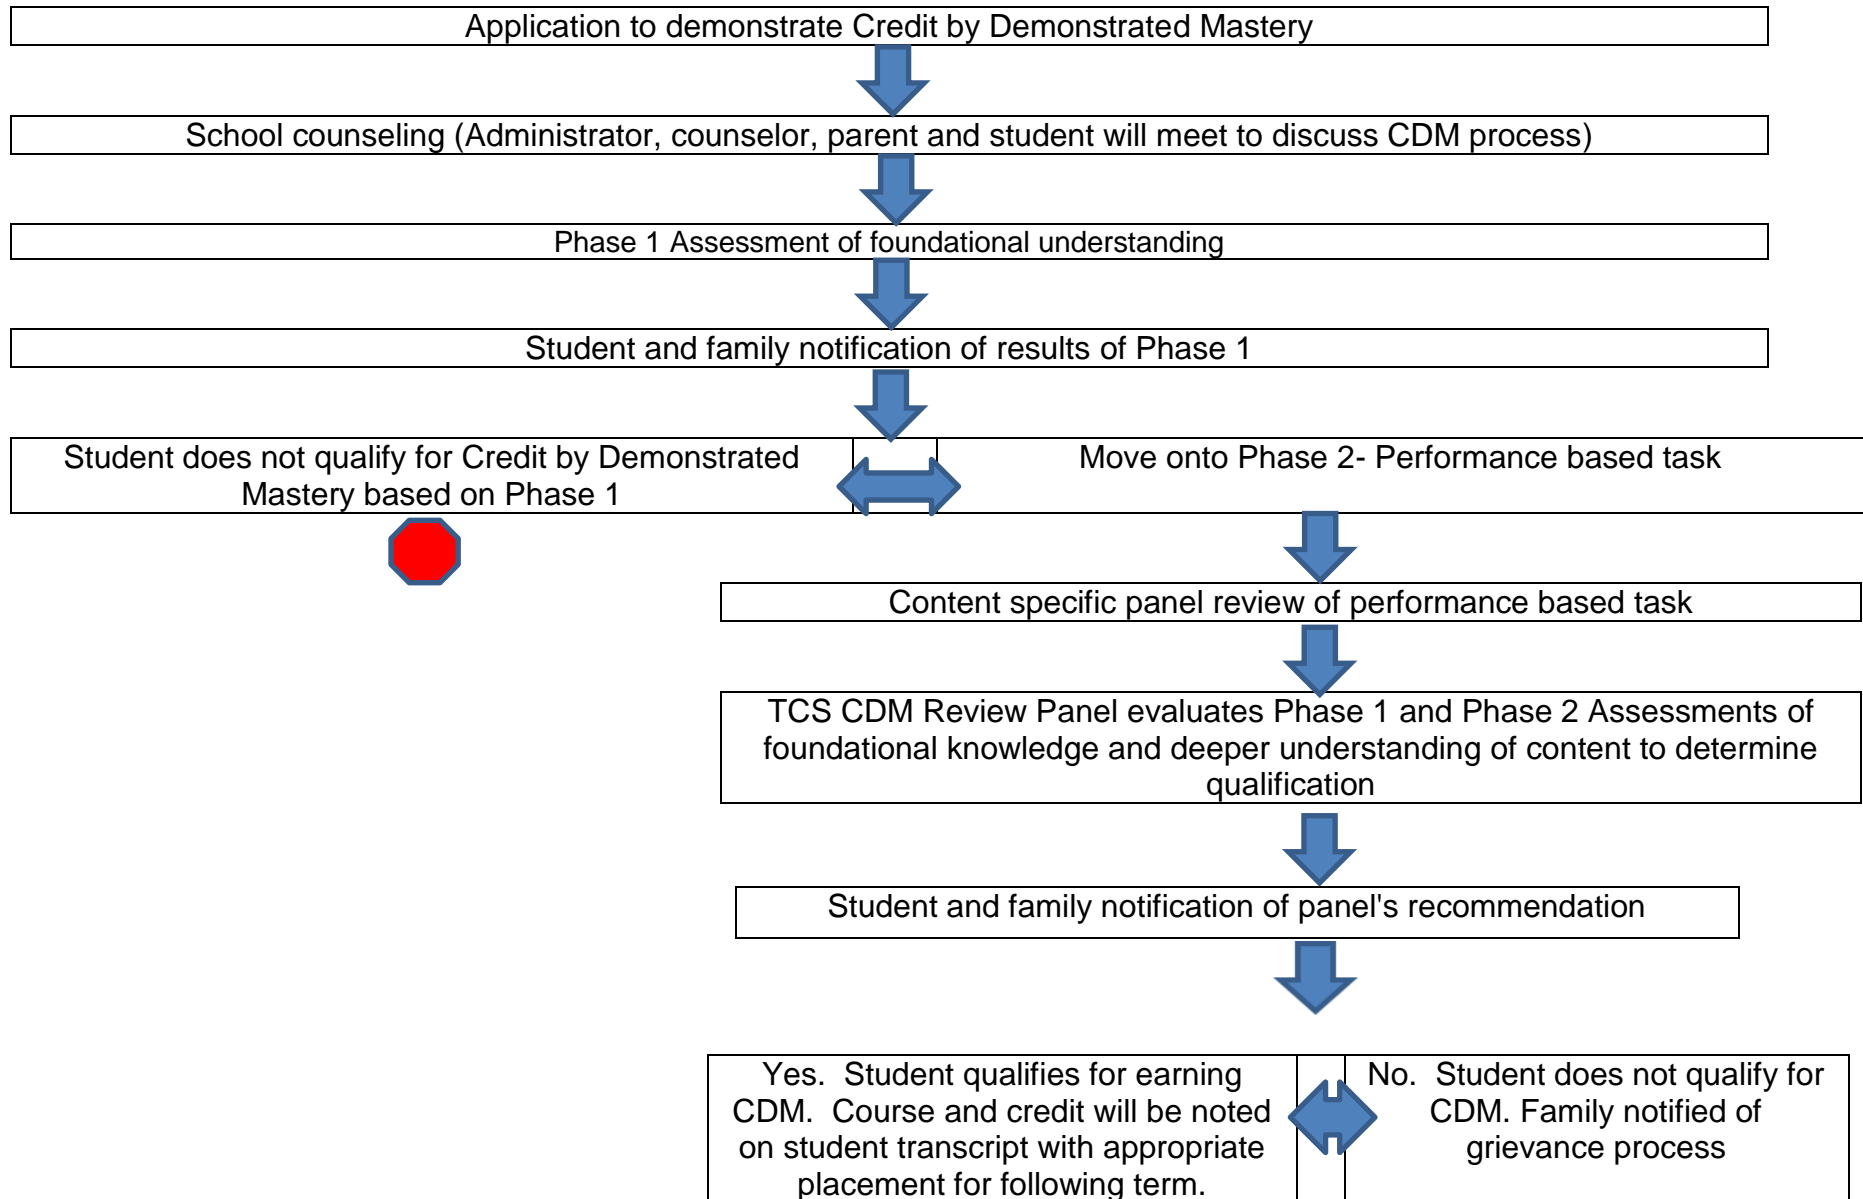 Application to demonstrate Credit by Demonstrated Mastery
School counseling (Administrator, counselor, parent and student will meet to discuss CDM process)
Phase 1 Assessment of foundational understanding
Student and family notification of results of Phase 1
Student does not qualify for Credit by Demonstrated
Mastery based on Phase 1
Move onto Phase 2- Performance based task
Content specific panel review of performance based task
TCS CDM Review Panel evaluates Phase 1 and Phase 2 Assessments of
foundational knowledge and deeper understanding of content to determine
qualification
Student and family notification of panel's recommendation
Yes.  Student qualifies for earning
CDM.  Course and credit will be noted
on student transcript with appropriate
placement for following term.
No.  Student does not qualify for
CDM. Family notified of
grievance process